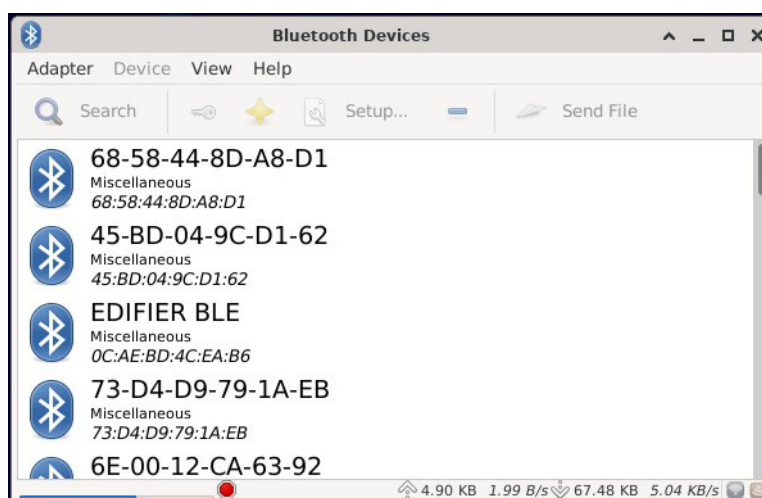 Bluetooth Devices
Adapter Device View Help
Search Setup... Send File
68-58-44-8D-A8-D1
Miscellaneous
68:58:44:8D:A8:D1
45-BD-04-9C-D1-62
Miscellaneous
45:BD:04:9C:D1:62
EDIFIER BLE
Miscellaneous
0C:AE:BD:4C:EA:B6
73-D4-D9-79-1A-EB
Miscellaneous
73:D4:D9:79:1A:EB
6E-00-12-CA-63-92
4.90 KB 1.99 B/s 67.48 KB 5.04 KB/s